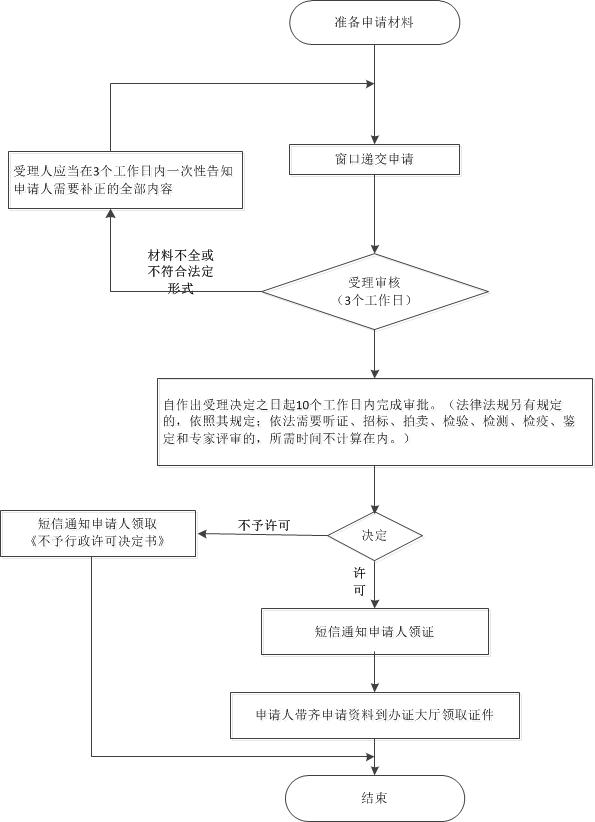 准备申请材料
受理人应当在3个工作日内一次性告知
申请人需要补正的全部内容
窗口递交申请
材料不全或
不符合法定
形式
受理审核
（3个工作日）
自作出受理决定之日起10个工作日内完成审批。（法律法规另有规定
的，依照其规定；依法需要听证、招标、拍卖、检验、检测、检疫、鉴
定和专家评审的，所需时间不计算在内。）
短信通知申请人领取
《不予行政许可决定书》
不予许可
决定
许
可
短信通知申请人领证
申请人带齐申请资料到办证大厅领取证件
结束